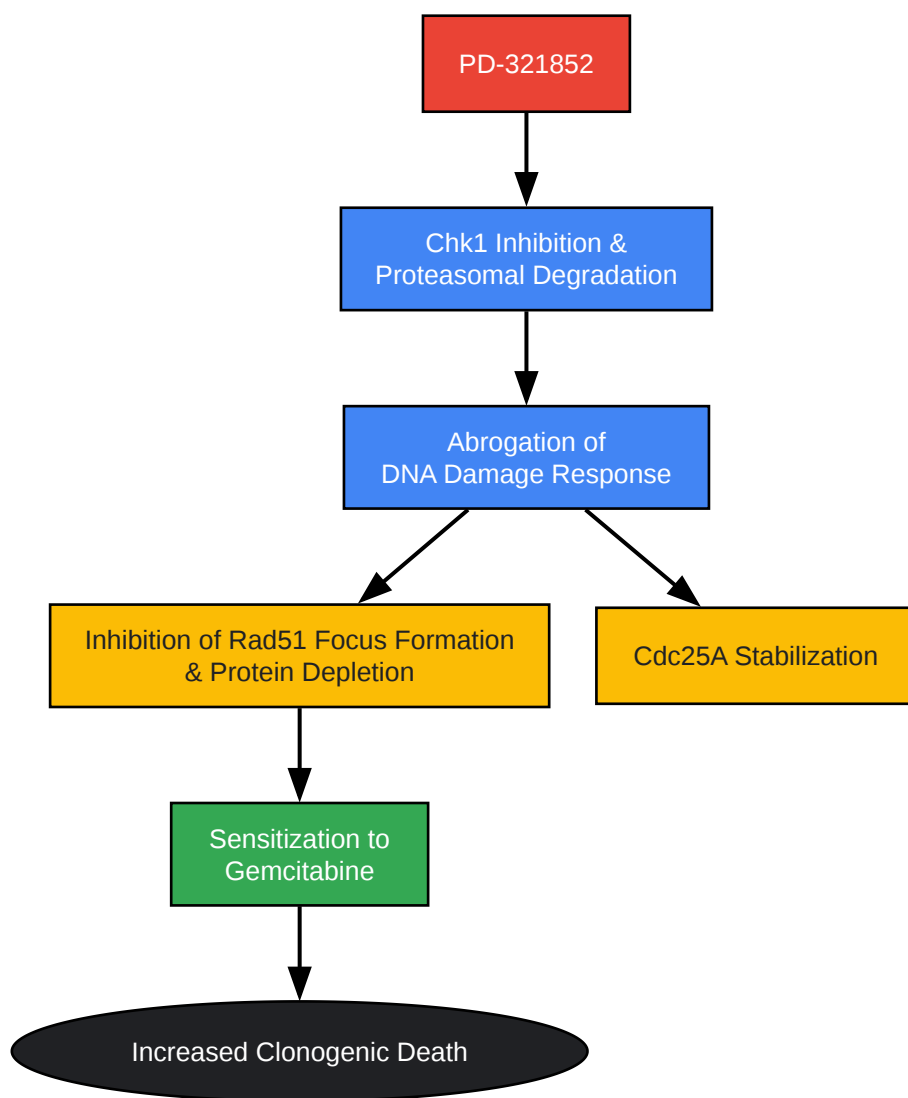 PD-321852
Chk1 Inhibition &
Proteasomal Degradation
Abrogation of
DNA Damage Response
Inhibition of Rad51 Focus Formation
& Protein Depletion
Cdc25A Stabilization
Sensitization to
Gemcitabine
Increased Clonogenic Death